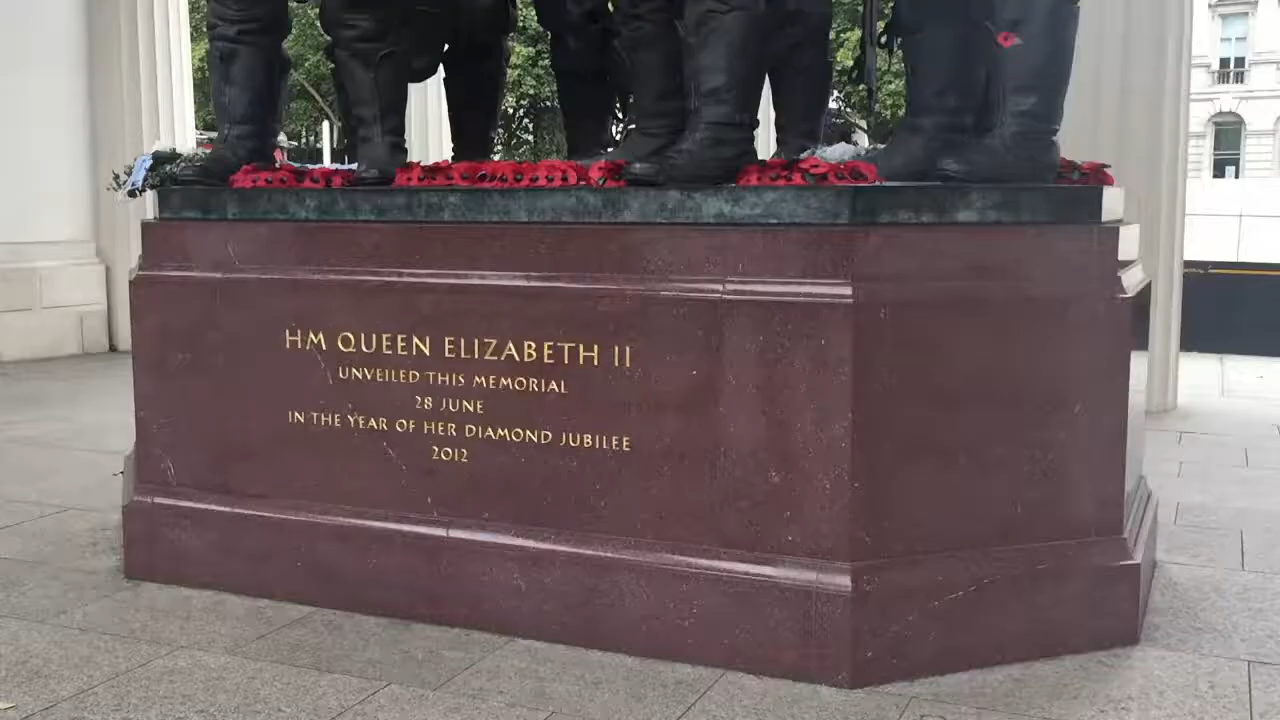 HM QUEEN ELIZABETH II
UNVEILED THIS MEMORIAL
28 JUNE
IN THE YEAR OF HER DIAMOND JUBILEE
2012